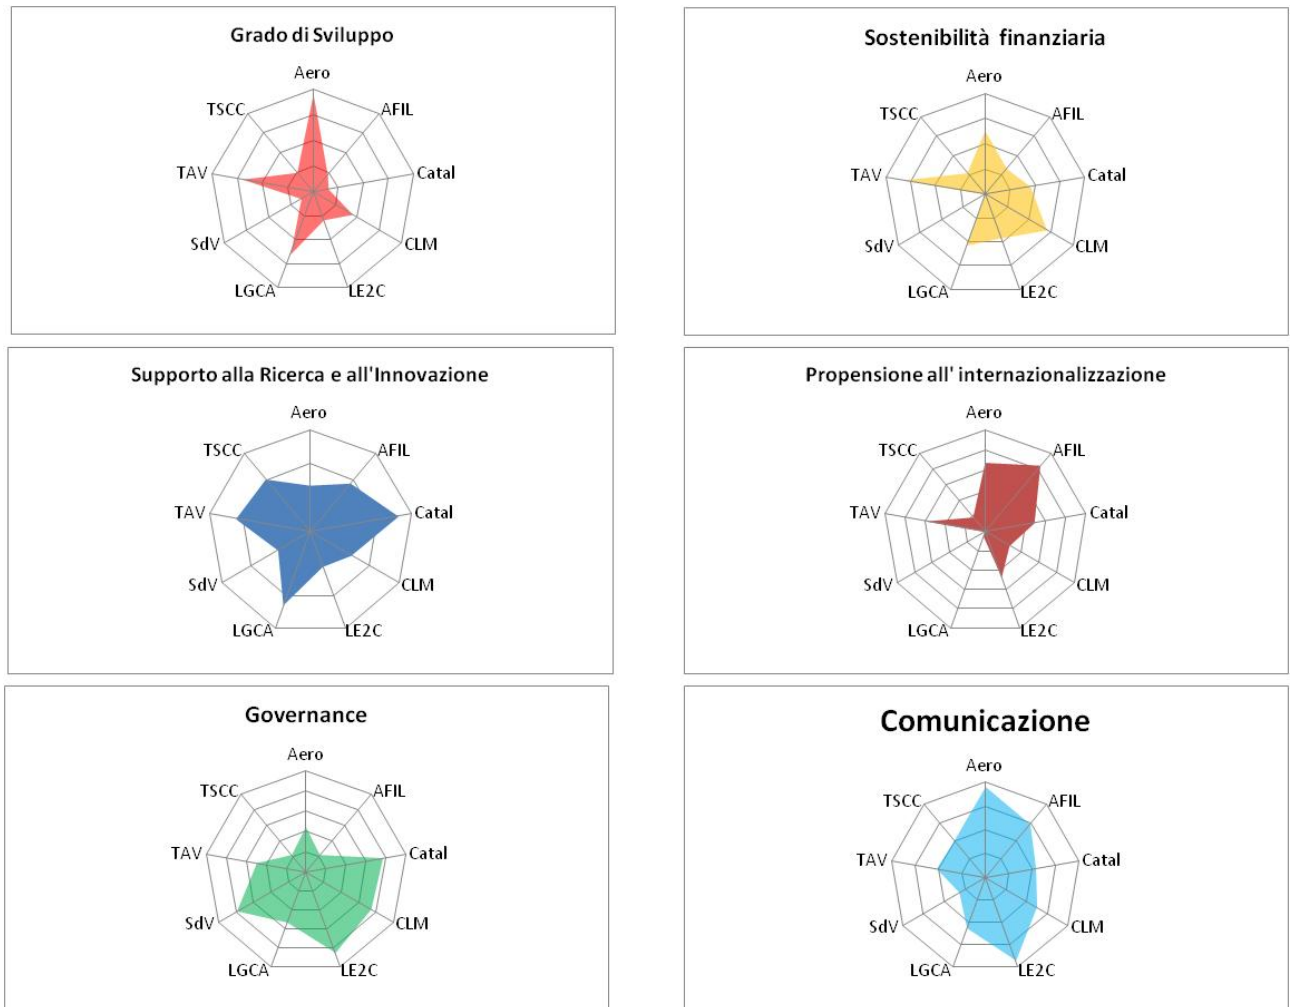 Grado di Sviluppo
Aero
TSCC
AFIL
TAV
Catal
SdV
CLM
LGCA
LE2C
Sostenibilità finanziaria
Aero
TSCC
AFIL
TAV
Catal
SdV
CLM
LGCA
LE2C
Supporto alla Ricerca e all'Innovazione
Aero
TSCC
AFIL
TAV
Catal
SdV
CLM
LGCA
LE2C
Propensione all' internazionalizzazione
Aero
TSCC
AFIL
TAV
Catal
SdV
CLM
LGCA
LE2C
Governance
Aero
TSCC
AFIL
TAV
Catal
SdV
CLM
LGCA
LE2C
Comunicazione
Aero
TSCC
AFIL
TAV
Catal
SdV
CLM
LGCA
LE2C